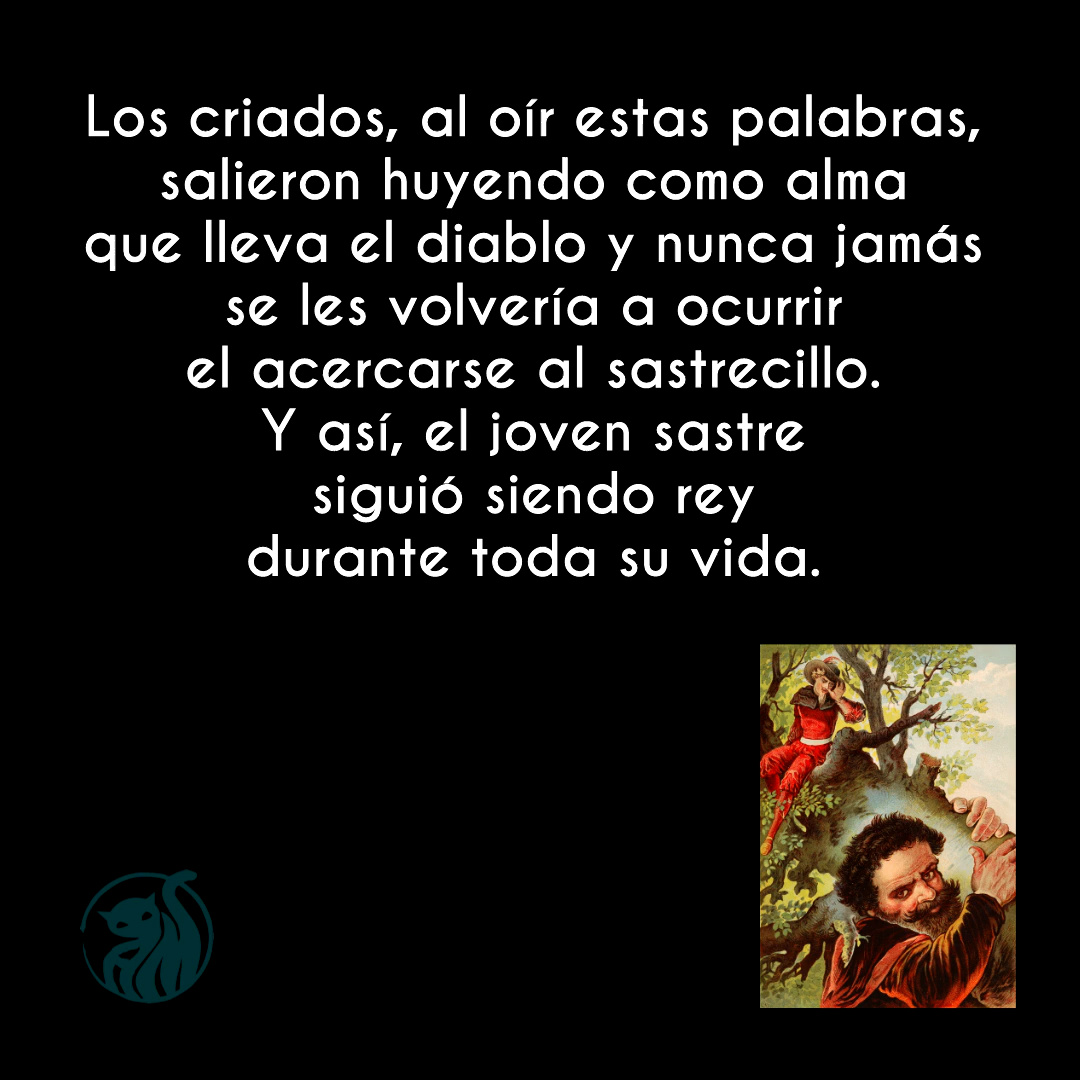 Los criados, al oír estas palabras,
salieron huyendo como alma
que lleva el diablo y nunca jamás
se les volvería a ocurrir
el acercarse al sastrecillo.
Y así, el joven sastre
siguió siendo rey
durante toda su vida.